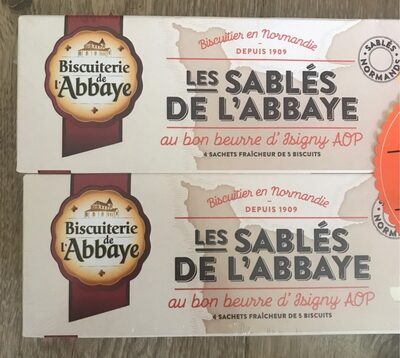 Biscuitier en Normandie
DEPUIS 1909
Biscuiterie
de
l'Abbaye
LES SABLÉS
DE L'ABBAYE
au bon beurre d'Isigny AOP
4 SACHETS FRAÎCHEUR DE 5 BISCUITS
SABLÉS
NORMANDS
Biscuitier en Normandie
DEPUIS 1909
Biscuiterie
de
l'Abbaye
LES SABLÉS
DE L'ABBAYE
au bon beurre d'Isigny AOP
4 SACHETS FRAÎCHEUR DE 5 BISCUITS
NORMANDS